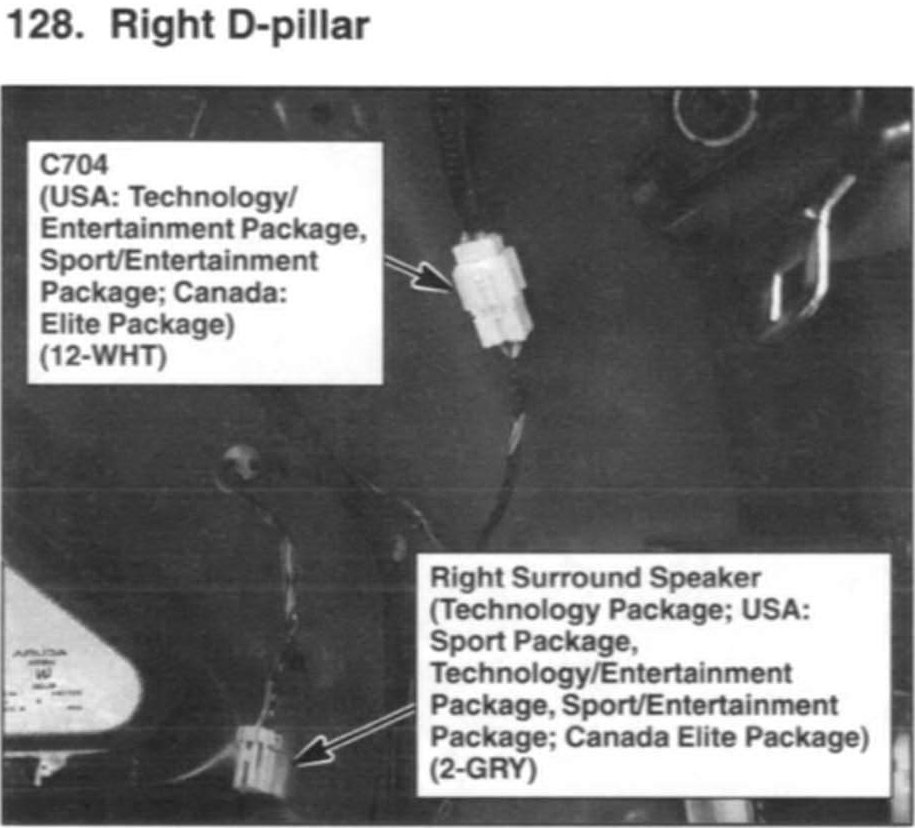 128. Right D-pillar
C704
(USA: Technology/
Entertainment Package,
Sport/Entertainment
Package; Canada:
Elite Package)
(12-WHT)
Right Surround Speaker
(Technology Package; USA:
Sport Package,
Technology/Entertainment
Package, Sport/Entertainment
Package; Canada Elite Package)
(2-GRY)
ACURA